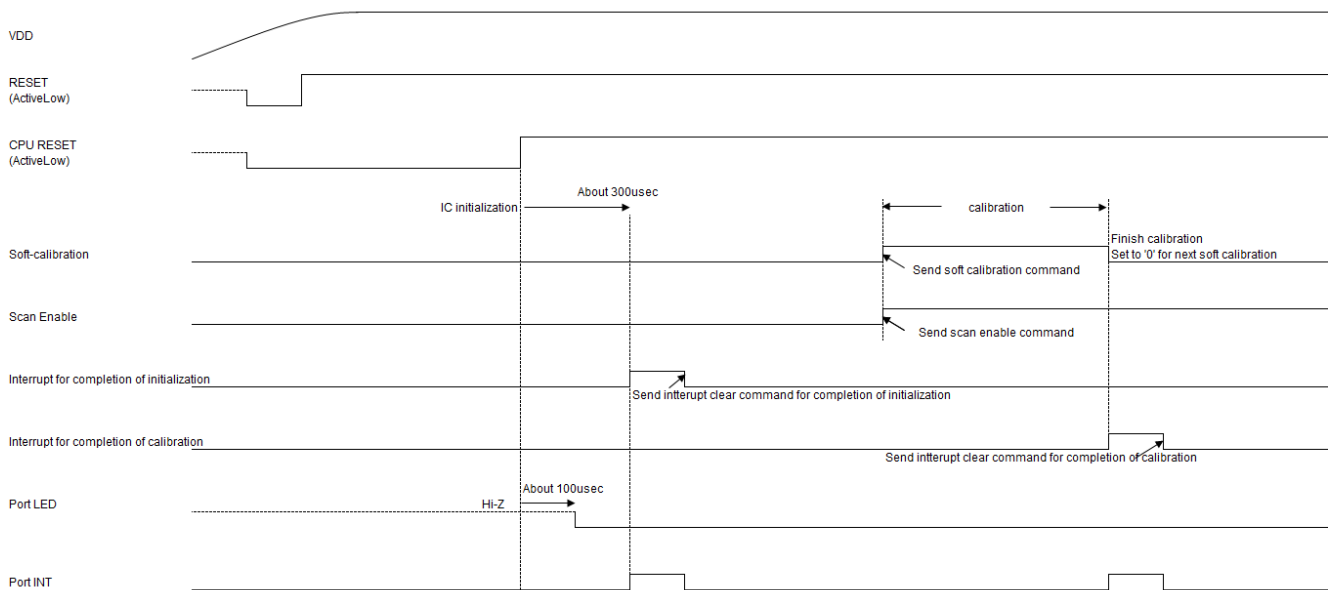 VDD
RESET
(ActiveLow)
CPU RESET
(ActiveLow)
About 300usec
IC initialization
calibration
Finish calibration
Soft-calibration
Set to '0' for next soft calibration
Send soft calibration command
Scan Enable
Send scan enable command
Interrupt for completion of initialization
Send intterupt clear command for completion of initialization
Interrupt for completion of calibration
Send intterupt clear command for completion of calibration
About 100usec
Port LED
Hi-Z
Port INT